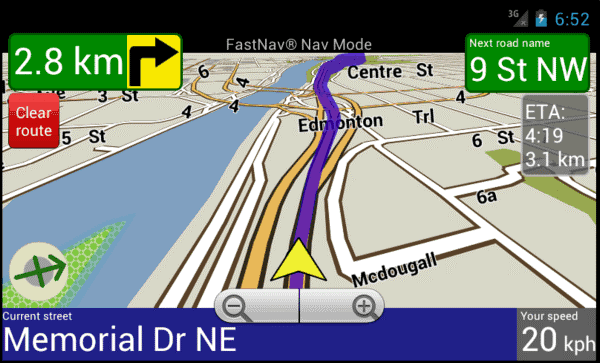 3G
6:52
2.8 km
FastNav® Nav Mode
Next road name
9 St NW
Clear
route
ETA:
4:19
3.1 km
6
4
Centre St
3 St
4
4
Edmonton Trl
5 St
6 St
6a
Mcdougall
Current street
Memorial Dr NE
Your speed
20 kph